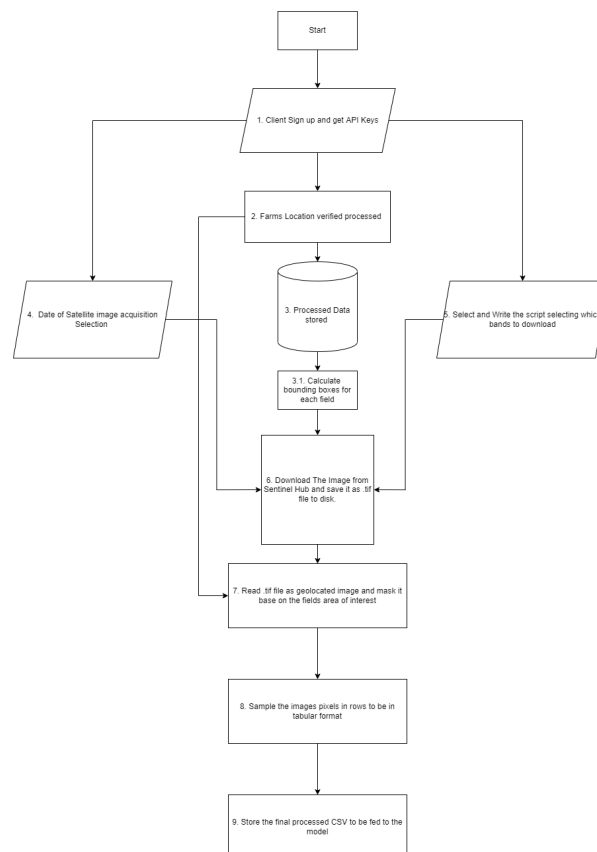 Start
1. Client Sign up and get API Keys
2. Farms Location verified processed
3. Processed Data
stored
4. Date of Satellite image acquisition
Selection
5. Select and Write the script selecting whic
bands to download
3.1. Calculate
bounding boxes for
each field
6. Download The Image from
Sentinel Hub and save it as .tif
file to disk.
7. Read .tif file as geolocated image and mask it
base on the fields area of interest
8. Sample the images pixels in rows to be in
tabular format
9. Store the final processed CSV to be fed to the
model